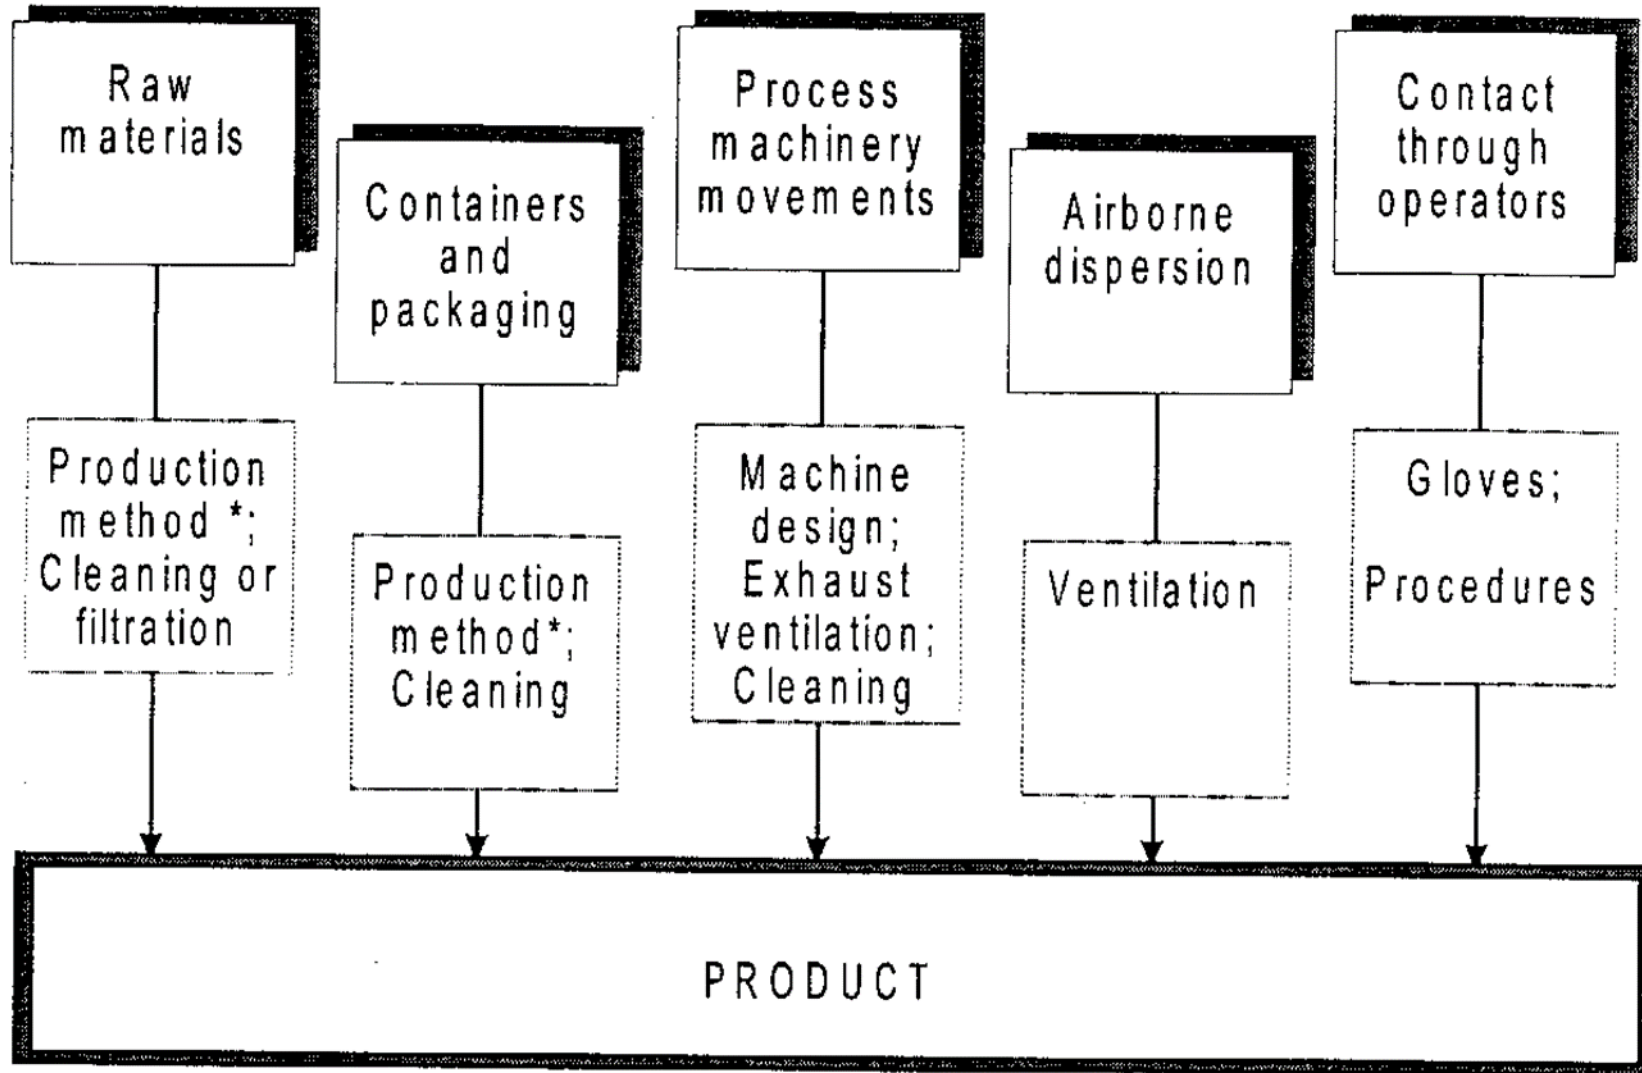 Raw
materials
Containers
and
packaging
Process
machinery
movements
Airborne
dispersion
Contact
through
operators
Production
method *;
Cleaning or
filtration
Production
method*;
Cleaning
Machine
design;
Exhaust
ventilation;
Cleaning
Ventilation
Gloves;
Procedures
PRODUCT